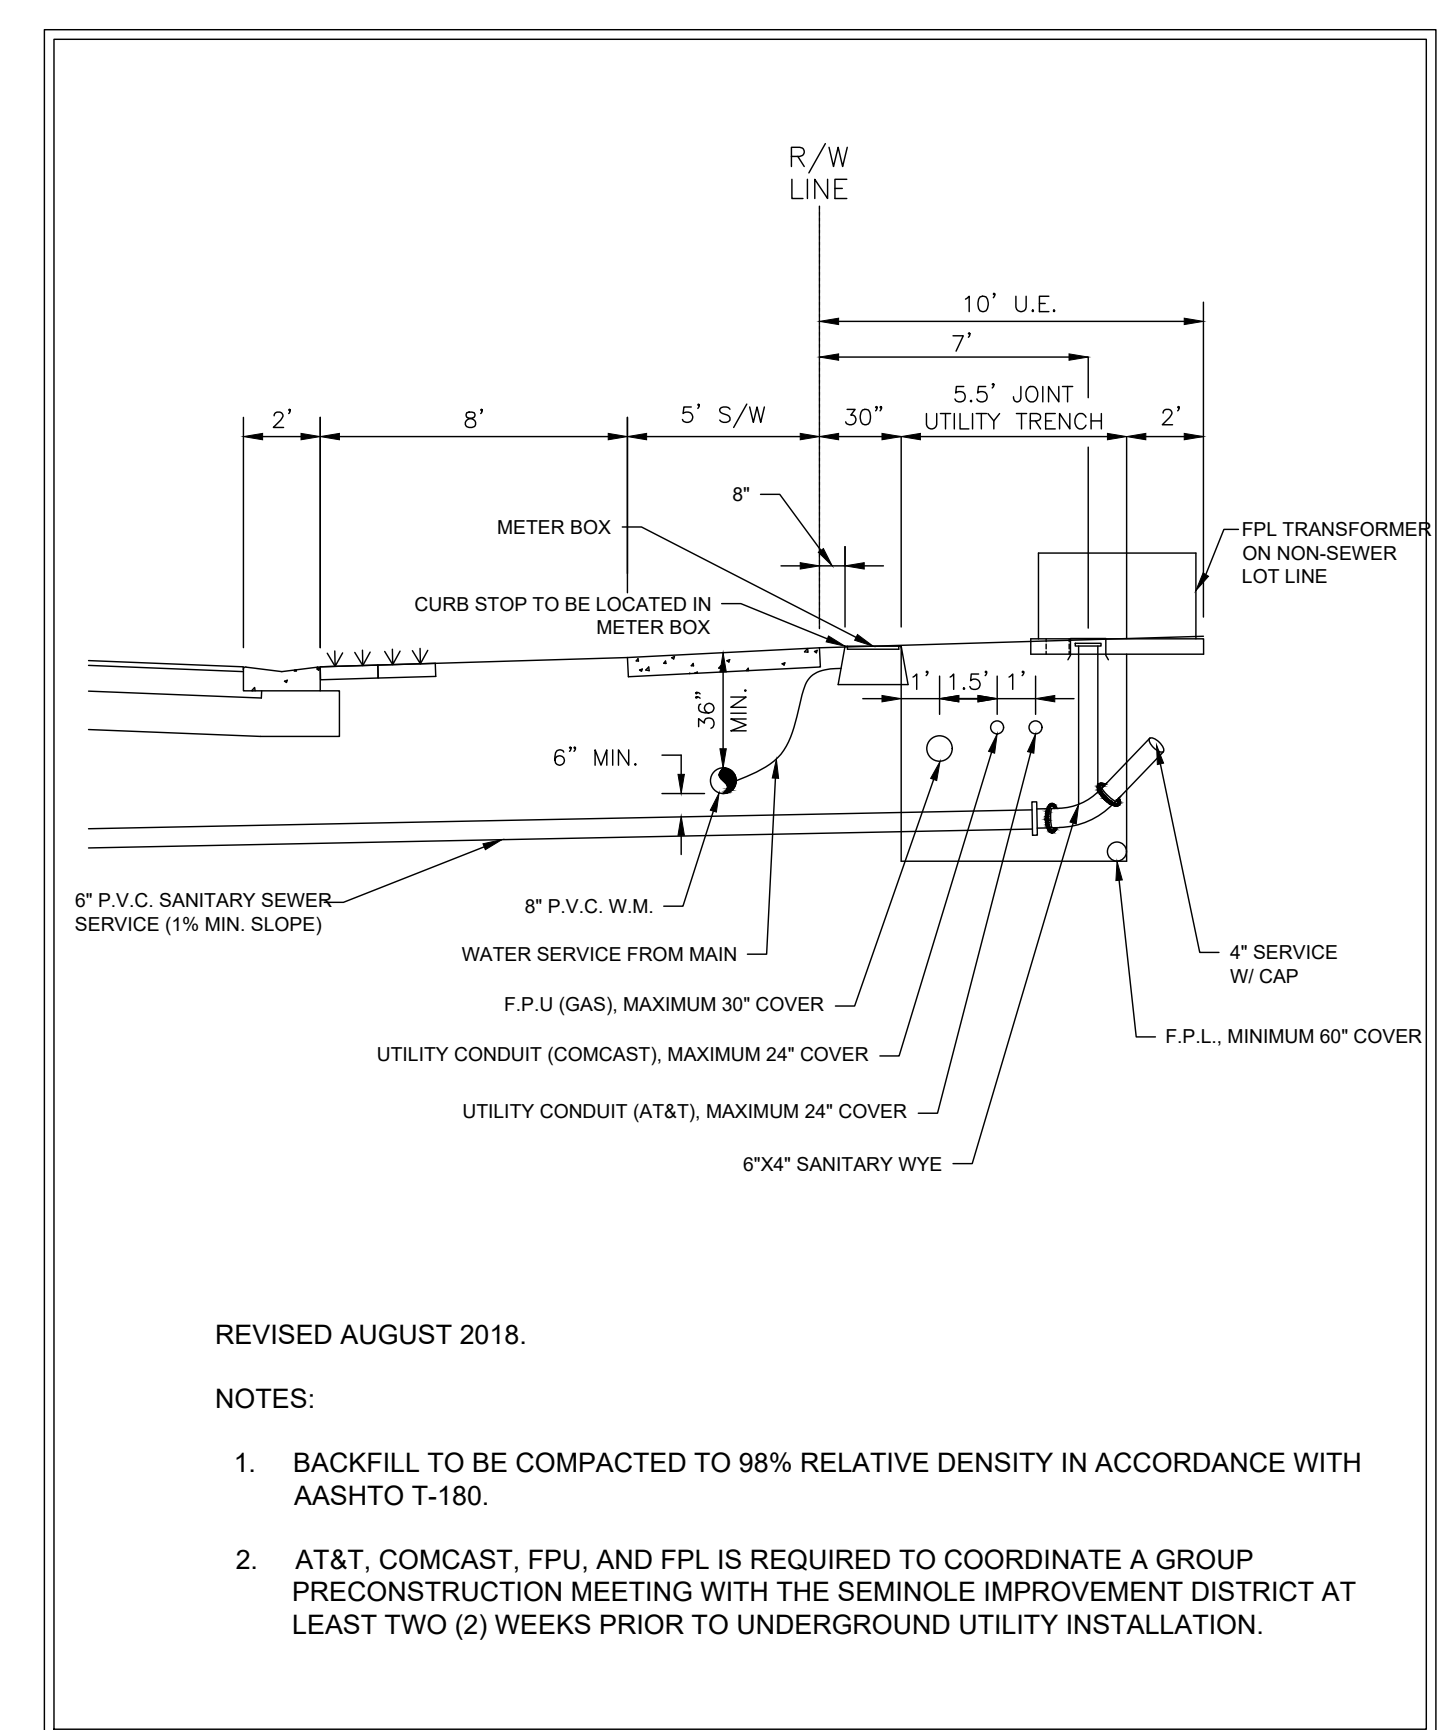 R/W
LINE
10' U.E.
7'
5.5' JOINT
UTILITY TRENCH
2'
8'
5' S/W
30"
2'
8"
METER BOX
FPL TRANSFORMER
ON NON-SEWER
LOT LINE
CURB STOP TO BE LOCATED IN
METER BOX
1'
1.5'
1'
36"
MIN.
6" MIN.
6" P.V.C. SANITARY SEWER
SERVICE (1% MIN. SLOPE)
8" P.V.C. W.M.
WATER SERVICE FROM MAIN
4" SERVICE
W/ CAP
F.P.U (GAS), MAXIMUM 30" COVER
F.P.L., MINIMUM 60" COVER
UTILITY CONDUIT (COMCAST), MAXIMUM 24" COVER
UTILITY CONDUIT (AT&T), MAXIMUM 24" COVER
6"X4" SANITARY WYE
REVISED AUGUST 2018.
NOTES:
1. BACKFILL TO BE COMPACTED TO 98% RELATIVE DENSITY IN ACCORDANCE WITH
AASHTO T-180.
2. AT&T, COMCAST, FPU, AND FPL IS REQUIRED TO COORDINATE A GROUP
PRECONSTRUCTION MEETING WITH THE SEMINOLE IMPROVEMENT DISTRICT AT
LEAST TWO (2) WEEKS PRIOR TO UNDERGROUND UTILITY INSTALLATION.